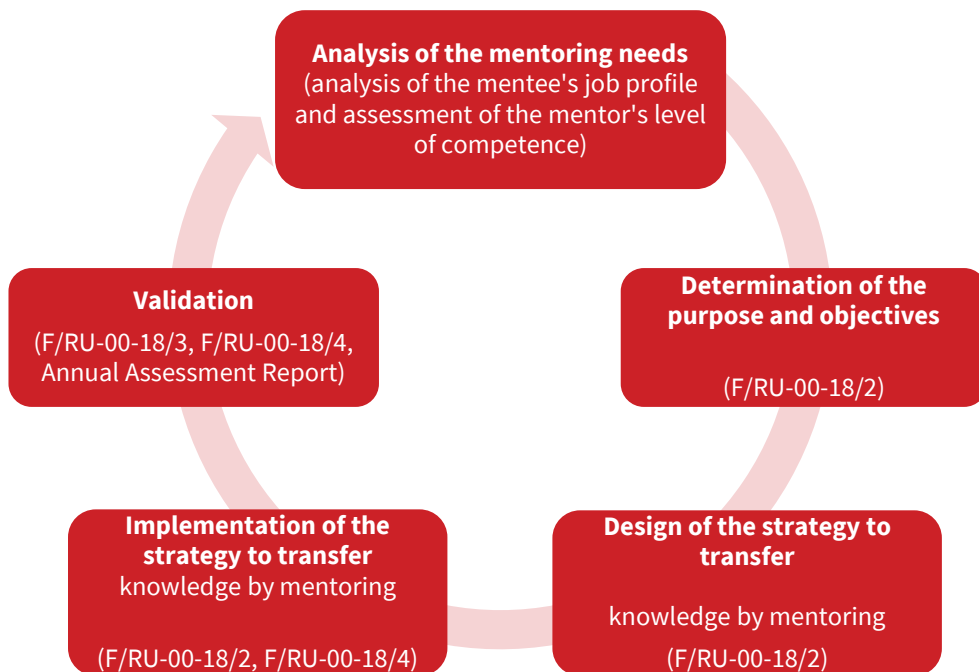 Analysis of the mentoring needs
(analysis of the mentee's job profile
and assessment of the mentor's level
of competence)
Determination of the
purpose and objectives
(F/RU-00-18/2)
Design of the strategy to
transfer
knowledge by mentoring
(F/RU-00-18/2)
Implementation of the
strategy to transfer
knowledge by mentoring
(F/RU-00-18/2, F/RU-00-18/4)
Validation
(F/RU-00-18/3, F/RU-00-18/4,
Annual Assessment Report)